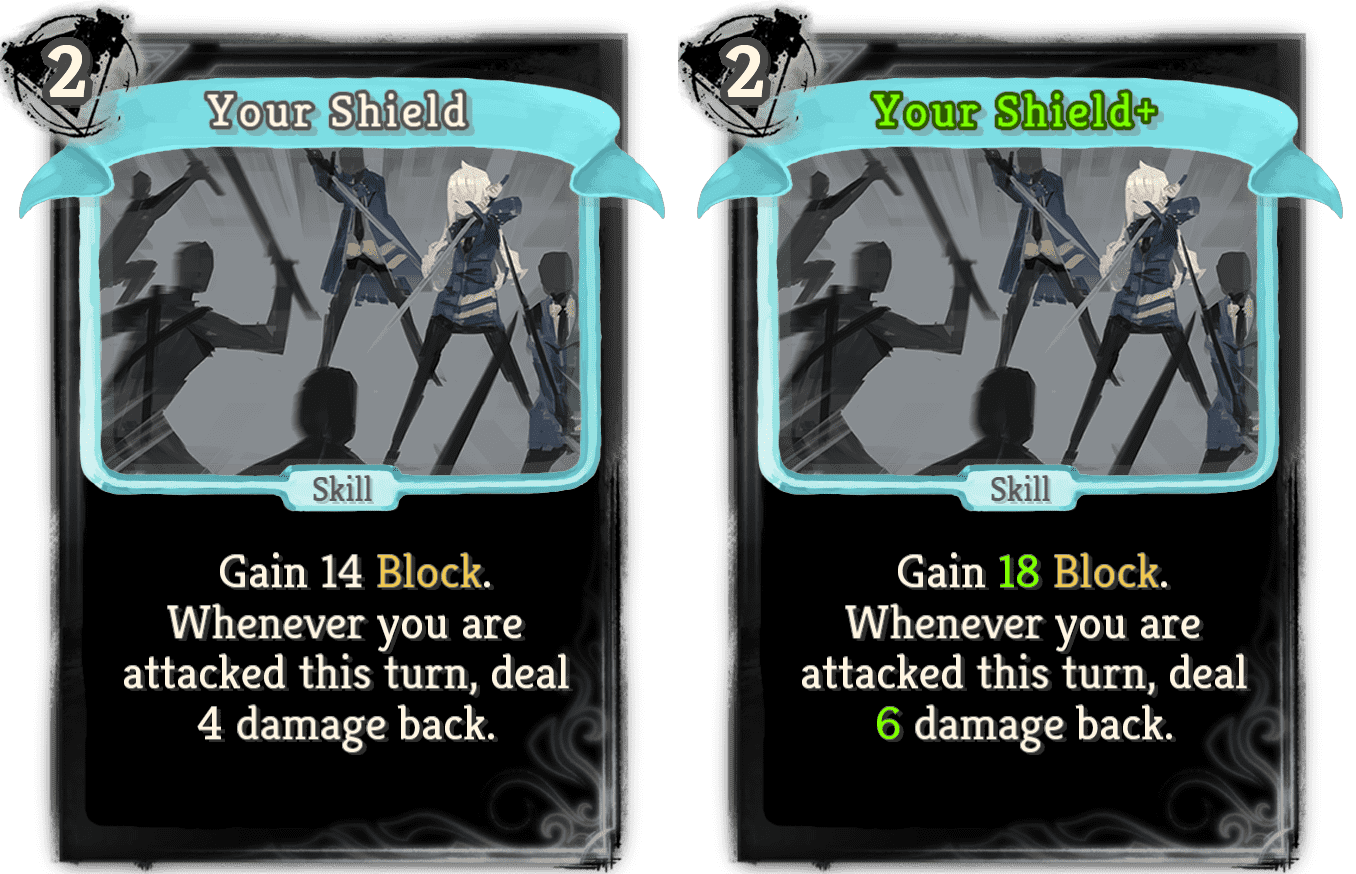 2
Your Shield
Skill
Gain 14 Block.
Whenever you are
attacked this turn, deal
4 damage back.
2
Your Shield+
Skill
Gain 18 Block.
Whenever you are
attacked this turn, deal
6 damage back.